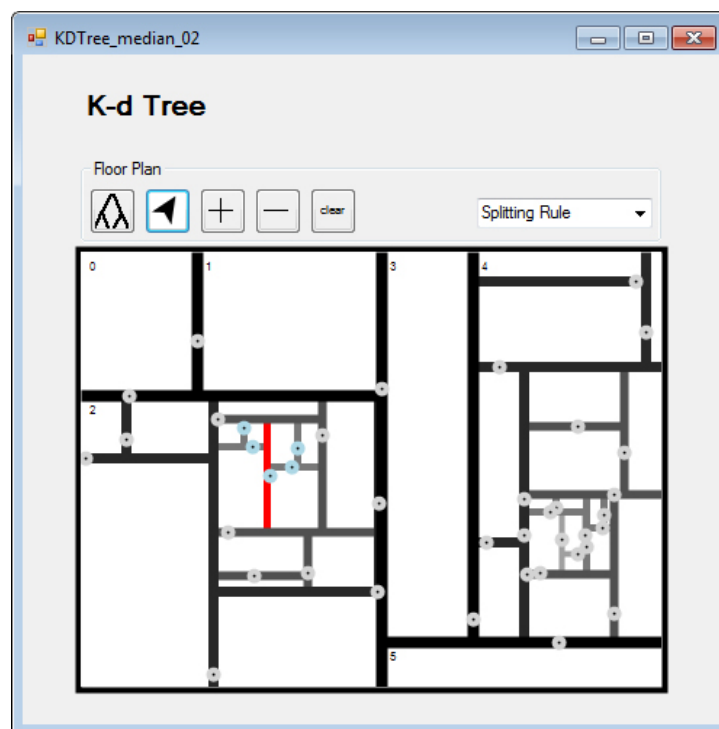 KDTree_median_02
K-d Tree
Floor Plan
clear
Splitting Rule
0
1
3
4
2
5